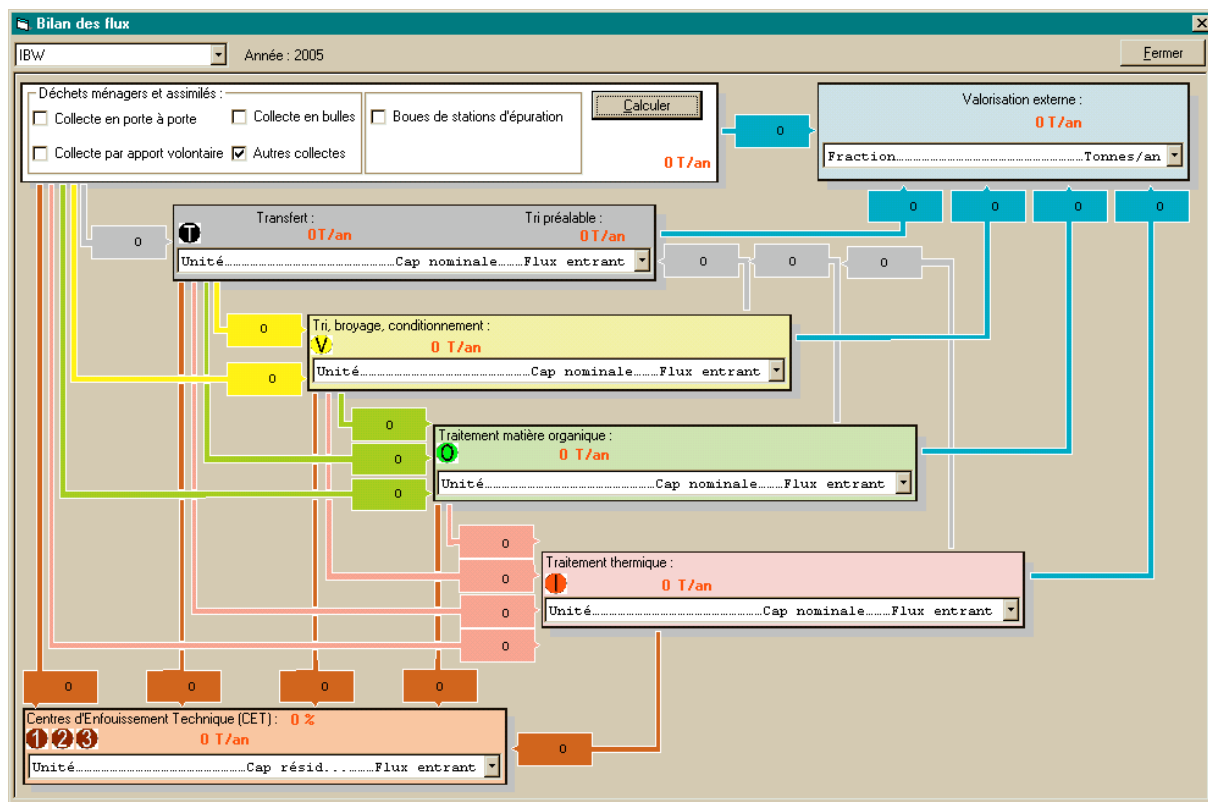 Bilan des flux
IBW
Année : 2005
Fermer
Déchets ménagers et assimilés :
Collecte en porte à porte
Collecte en bulles
Boues de stations d'épuration
Calculer
Collecte par apport volontaire
Autres collectes
0 T/an
0
Valorisation externe :
0 T/an
Fraction...Tonnes/an
0
0
0
0
0
T
Transfert :
0T/an
Tri préalable :
0T/an
Unité...Cap nominale...Flux entrant
0
0
0
0
0
Tri, broyage, conditionnement :
V
0 T/an
Unité...Cap nominale...Flux entrant
0
0
0
Traitement matière organique :
O
0 T/an
Unité...Cap nominale...Flux entrant
0
0
0
0
Traitement thermique :
I
0 T/an
Unité...Cap nominale...Flux entrant
0
0
0
0
Centres d'Enfouissement Technique (CET) : 0 %
1 2 3
0 T/an
Unité...Cap résid...Flux entrant
0